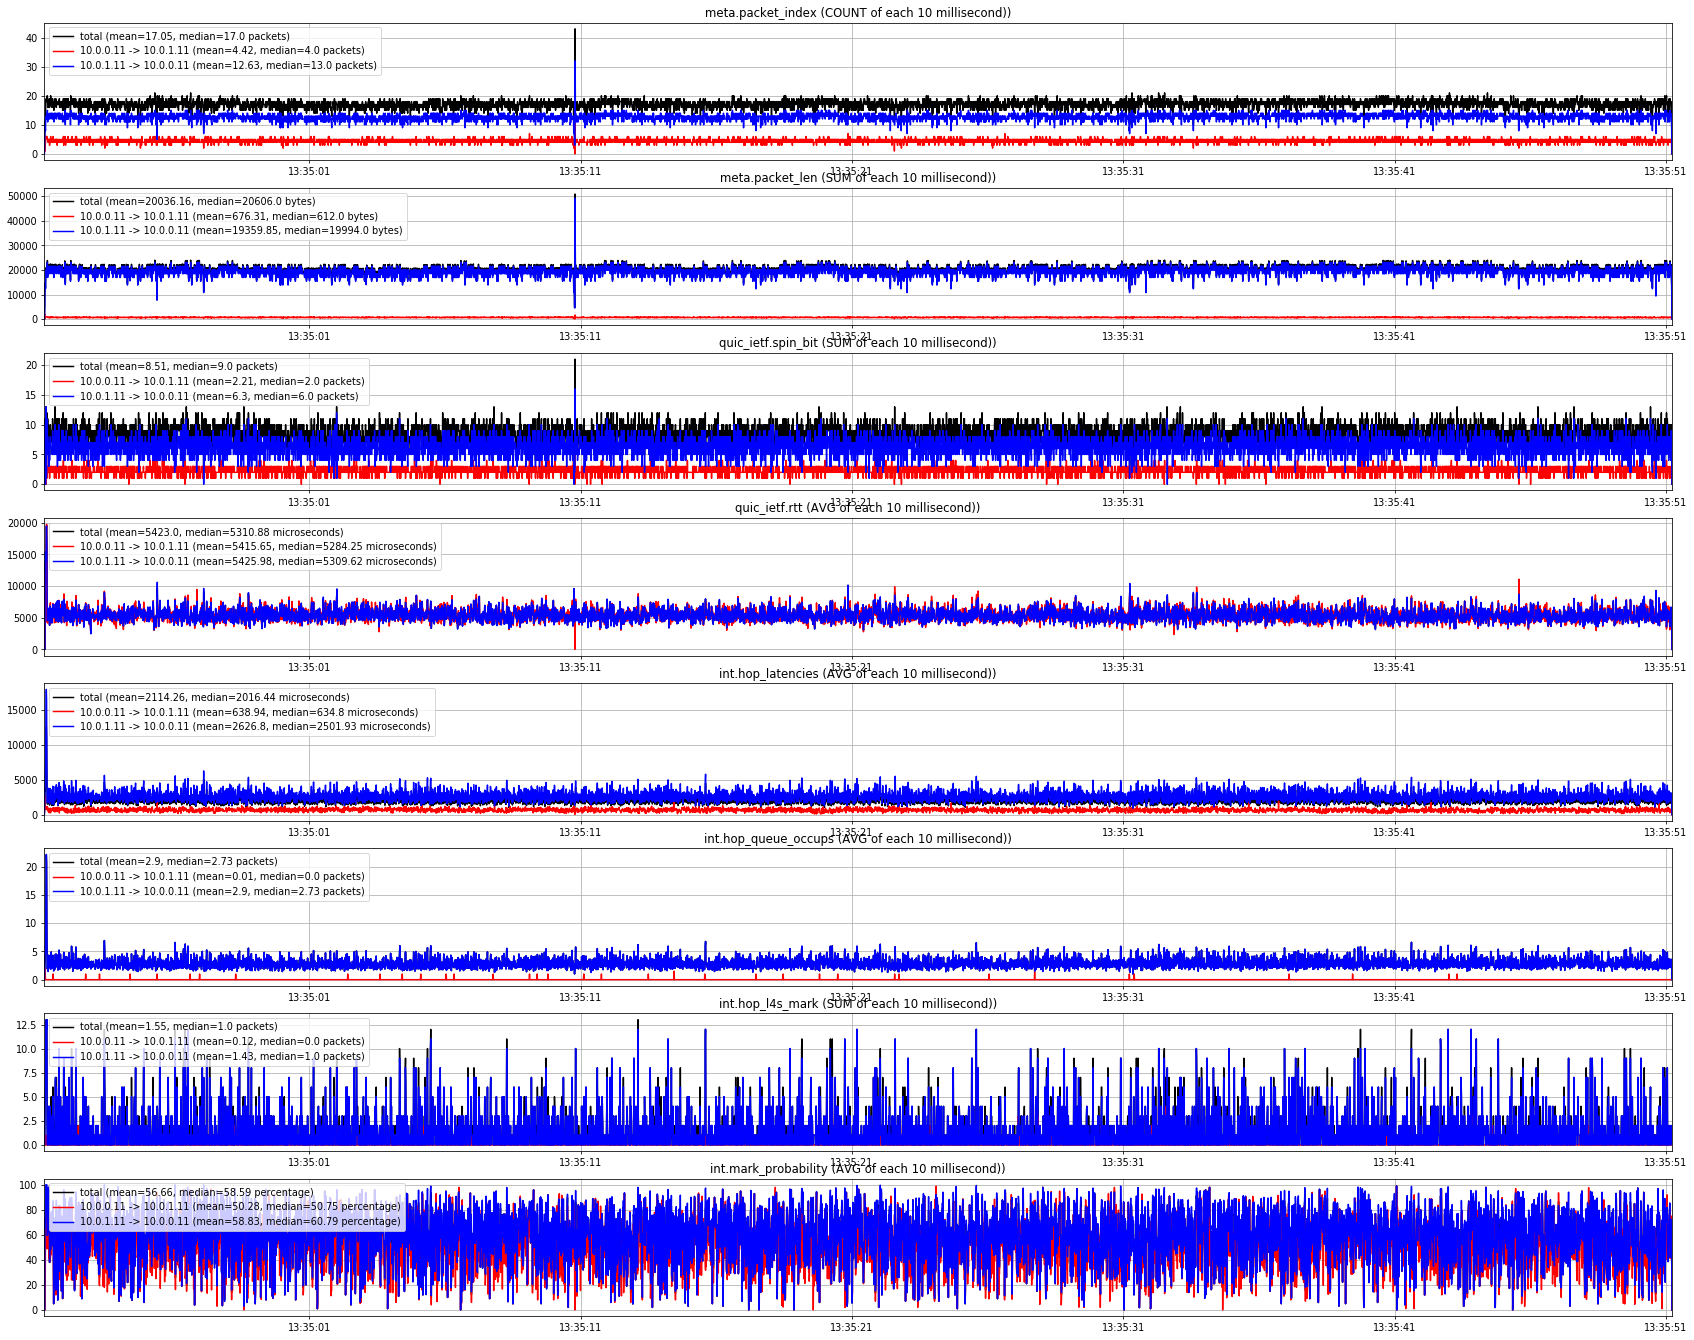 meta.packet_index (COUNT of each 10 millisecond))
total (mean=17.05, median=17.0 packets)
10.0.0.11 -> 10.0.1.11 (mean=4.42, median=4.0 packets)
10.0.1.11 -> 10.0.0.11 (mean=12.63, median=13.0 packets)
40
30
20
10
0
13:35:01 13:35:11 13:35:21 13:35:31 13:35:41 13:35:51
meta.packet_len (SUM of each 10 millisecond))
total (mean=20036.16, median=20606.0 bytes)
10.0.0.11 -> 10.0.1.11 (mean=676.31, median=612.0 bytes)
10.0.1.11 -> 10.0.0.11 (mean=19359.85, median=19994.0 bytes)
50000
40000
30000
20000
10000
0
13:35:01 13:35:11 13:35:21 13:35:31 13:35:41 13:35:51
quic_ietf.spin_bit (SUM of each 10 millisecond))
total (mean=8.51, median=9.0 packets)
10.0.0.11 -> 10.0.1.11 (mean=2.21, median=2.0 packets)
10.0.1.11 -> 10.0.0.11 (mean=6.3, median=6.0 packets)
20
15
10
5
0
13:35:01 13:35:11 13:35:21 13:35:31 13:35:41 13:35:51
quic_ietf.rtt (AVG of each 10 millisecond))
total (mean=5423.0, median=5310.88 microseconds)
10.0.0.11 -> 10.0.1.11 (mean=5415.65, median=5284.25 microseconds)
10.0.1.11 -> 10.0.0.11 (mean=5425.98, median=5309.62 microseconds)
20000
15000
10000
5000
0
13:35:01 13:35:11 13:35:21 13:35:31 13:35:41 13:35:51
int.hop_latencies (AVG of each 10 millisecond))
total (mean=2114.26, median=2016.44 microseconds)
10.0.0.11 -> 10.0.1.11 (mean=638.94, median=634.8 microseconds)
10.0.1.11 -> 10.0.0.11 (mean=2626.8, median=2501.93 microseconds)
15000
10000
5000
0
13:35:01 13:35:11 13:35:21 13:35:31 13:35:41 13:35:51
int.hop_queue_occups (AVG of each 10 millisecond))
total (mean=2.9, median=2.73 packets)
10.0.0.11 -> 10.0.1.11 (mean=0.01, median=0.0 packets)
10.0.1.11 -> 10.0.0.11 (mean=2.9, median=2.73 packets)
20
15
10
5
0
13:35:01 13:35:11 13:35:21 13:35:31 13:35:41 13:35:51
int.hop_l4s_mark (SUM of each 10 millisecond))
total (mean=1.55, median=1.0 packets)
10.0.0.11 -> 10.0.1.11 (mean=0.12, median=0.0 packets)
10.0.1.11 -> 10.0.0.11 (mean=1.43, median=1.0 packets)
12.5
10.0
7.5
5.0
2.5
0.0
13:35:01 13:35:11 13:35:21 13:35:31 13:35:41 13:35:51
int.mark_probability (AVG of each 10 millisecond))
total (mean=56.66, median=58.59 percentage)
10.0.0.11 -> 10.0.1.11 (mean=50.28, median=50.75 percentage)
10.0.1.11 -> 10.0.0.11 (mean=58.83, median=60.79 percentage)
100
80
60
40
20
0
13:35:01 13:35:11 13:35:21 13:35:31 13:35:41 13:35:51